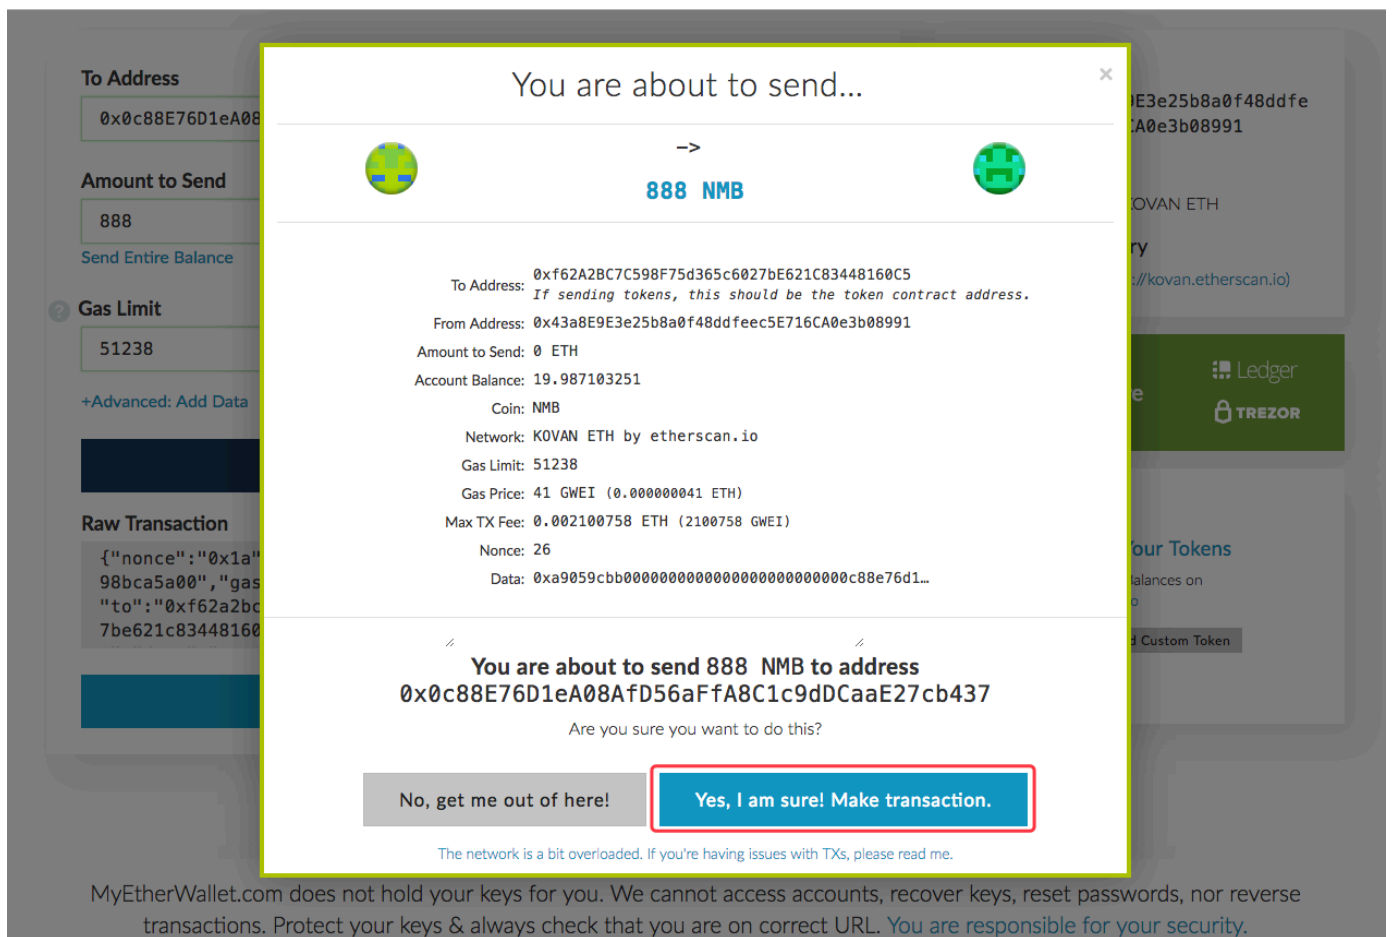 You are about to send...
×
–>
888 NMB
To Address: 0xf62A2BC7C598F75d365c6027bE621C83448160C5
If sending tokens, this should be the token contract address.
From Address: 0x43a8E9E3e25b8a0f48ddfeec5E716CA0e3b08991
Amount to Send: 0 ETH
Account Balance: 19.987103251
Coin: NMB
Network: KOVAN ETH by etherscan.io
Gas Limit: 51238
Gas Price: 41 GWEI (0.000000041 ETH)
Max TX Fee: 0.002100758 ETH (2100758 GWEI)
Nonce: 26
Data: 0xa9059cbb0000000000000000000000000c88e76d1…
You are about to send 888 NMB to address
0x0c88E76D1eA08AfD56aFfA8C1c9dDCaaE27cb437
Are you sure you want to do this?
No, get me out of here!
Yes, I am sure! Make transaction.
The network is a bit overloaded. If you're having issues with TXs, please read me.
To Address
0x0c88E76D1eA08
Amount to Send
888
Send Entire Balance
? Gas Limit
51238
+Advanced: Add Data
Raw Transaction
{"nonce":"0x1a"
98bca5a00","gas
"to":"0xf62a2bc
7be621c83448160
9E3e25b8a0f48ddfe
CA0e3b08991
KOVAN ETH
ry
://kovan.etherscan.io)
e
Ledger
TREZOR
Your Tokens
Balances on
o
d Custom Token
MyEtherWallet.com does not hold your keys for you. We cannot access accounts, recover keys, reset passwords, nor reverse
transactions. Protect your keys & always check that you are on correct URL. You are responsible for your security.